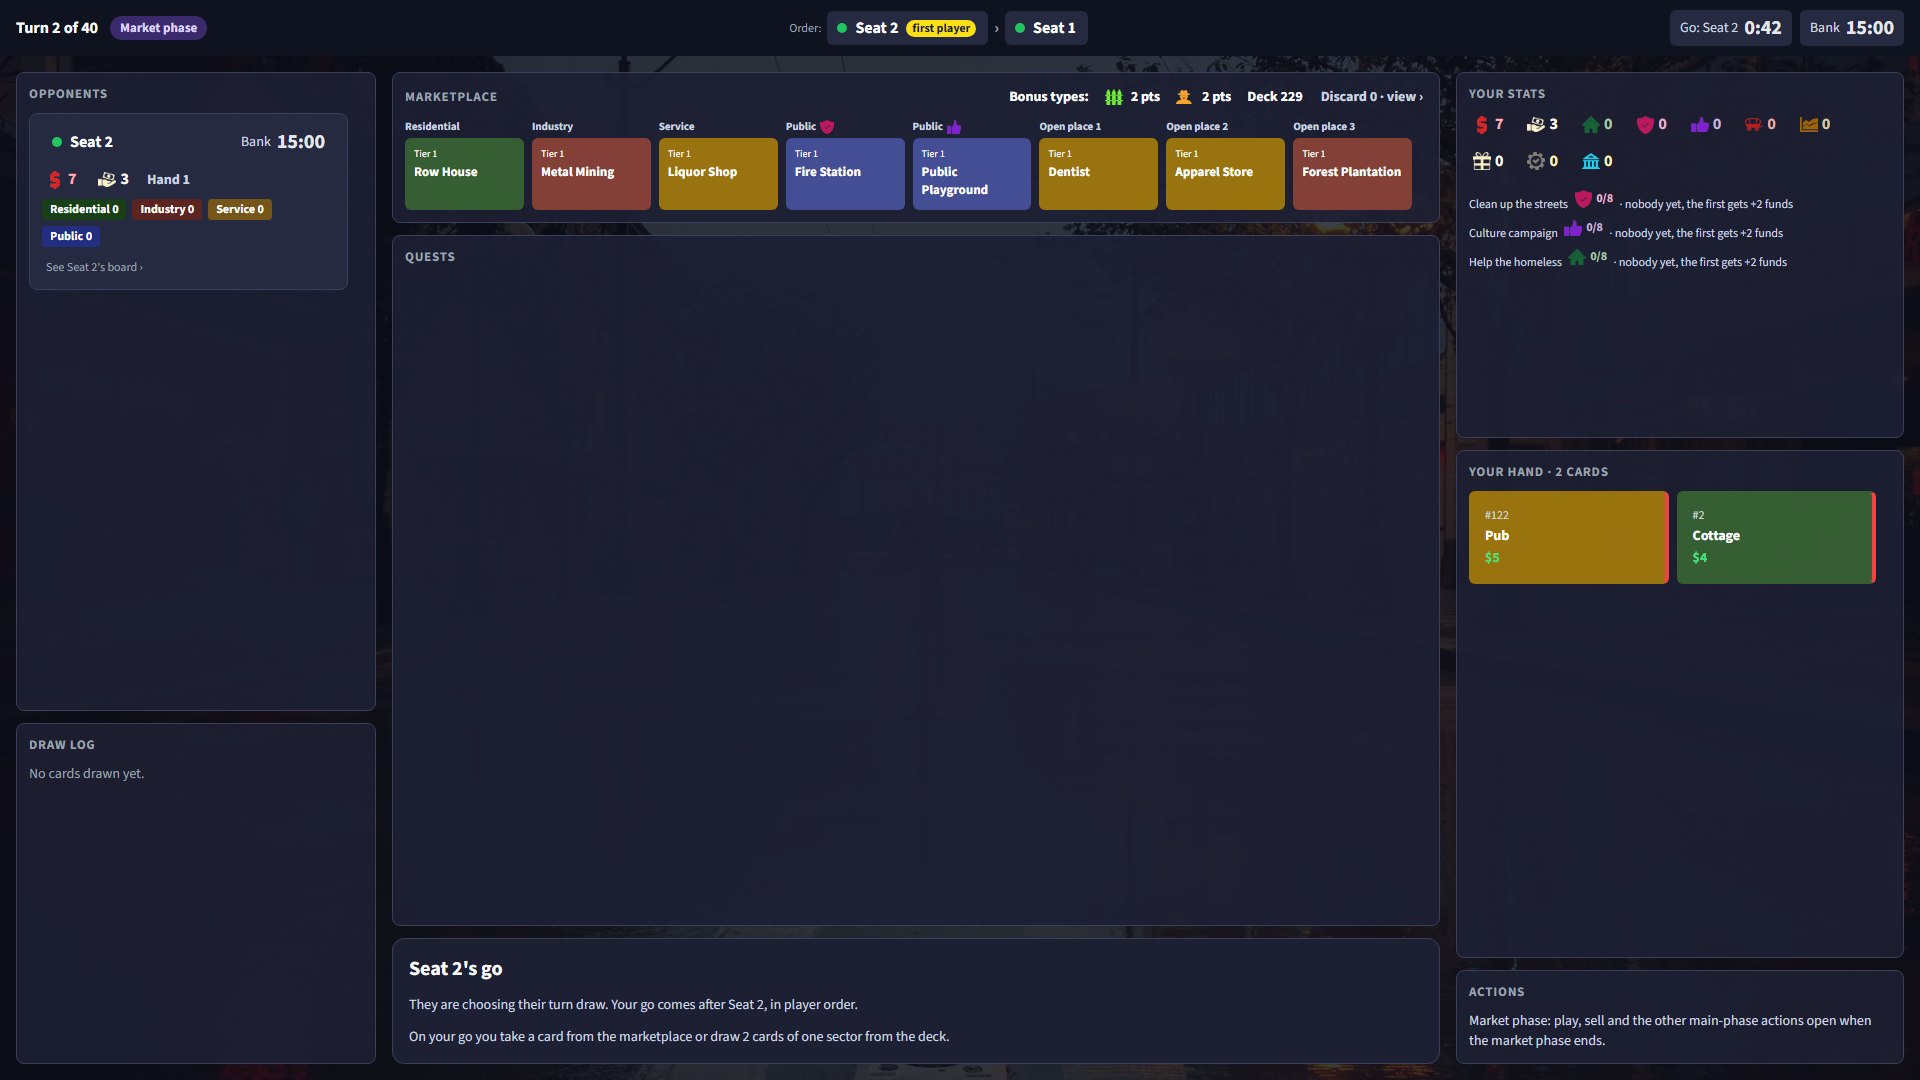 Turn 2 of 40
Market phase
Order:
Seat 2
first player
›
Seat 1
Go: Seat 2 0:42
Bank 15:00
OPPONENTS
Seat 2
Bank 15:00
7
3
Hand 1
Residential 0
Industry 0
Service 0
Public 0
See Seat 2's board ›
DRAW LOG
No cards drawn yet.
MARKETPLACE
Bonus types:
2 pts
2 pts
Deck 229
Discard 0 · view ›
Residential
Tier 1
Row House
Industry
Tier 1
Metal Mining
Service
Tier 1
Liquor Shop
Public
Tier 1
Fire Station
Public
Tier 1
Public
Playground
Open place 1
Tier 1
Dentist
Open place 2
Tier 1
Apparel Store
Open place 3
Tier 1
Forest Plantation
QUESTS
Seat 2's go
They are choosing their turn draw. Your go comes after Seat 2, in player order.
On your go you take a card from the marketplace or draw 2 cards of one sector from the deck.
YOUR STATS
7
3
0
0
0
0
0
0
0
0
Clean up the streets 0/8 · nobody yet, the first gets +2 funds
Culture campaign 0/8 · nobody yet, the first gets +2 funds
Help the homeless 0/8 · nobody yet, the first gets +2 funds
YOUR HAND · 2 CARDS
#122
Pub
$5
#2
Cottage
$4
ACTIONS
Market phase: play, sell and the other main-phase actions open when
the market phase ends.